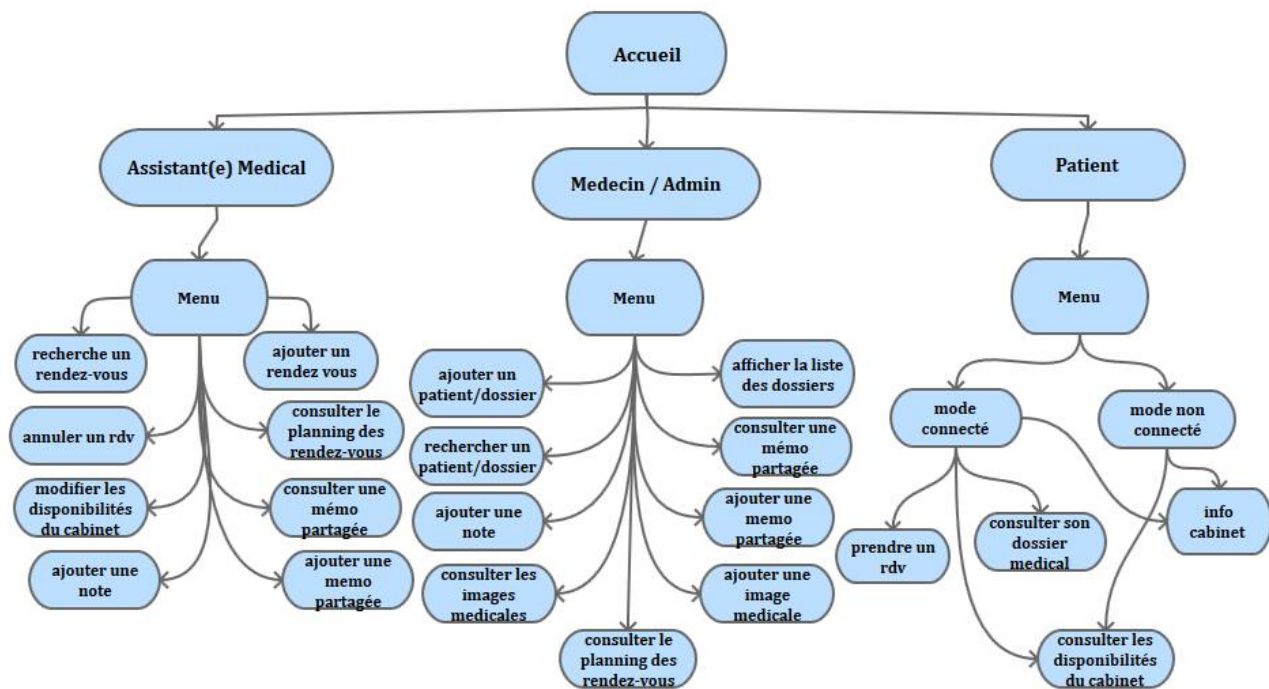 Accueil
Assistant(e) Medical
Medecin / Admin
Patient
Menu
recherche un
rendez-vous
ajouter un
rendez vous
annuler un rdv
consulter le
planning des
rendez-vous
modifier les
disponibilités
du cabinet
consulter une
mémo
partagée
ajouter une
note
ajouter une
memo
partagée
Menu
ajouter un
patient/dossier
afficher la liste
des dossiers
rechercher un
patient/dossier
consulter une
mémo
partagée
ajouter une
note
ajouter une
memo
partagée
consulter les
images
medicales
ajouter une
image
medicale
consulter le
planning des
rendez-vous
Menu
mode
connecté
mode non
connecté
prendre un
rdv
consulter son
dossier
medical
info
cabinet
consulter les
disponibilités
du cabinet